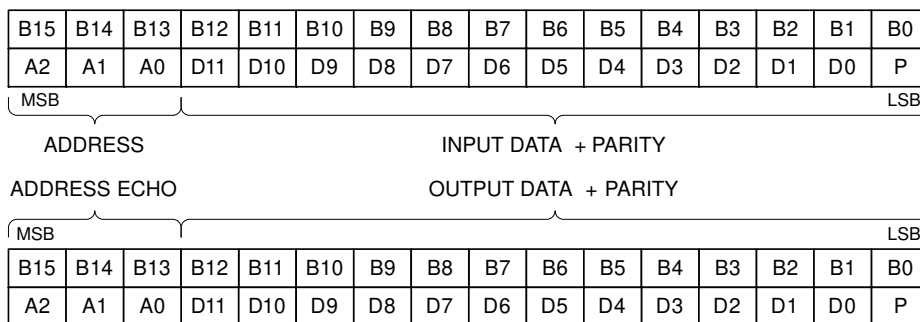 B15 B14 B13 B12 B11 B10 B9 B8 B7 B6 B5 B4 B3 B2 B1 B0
A2 A1 A0 D11 D10 D9 D8 D7 D6 D5 D4 D3 D2 D1 D0 P
MSB LSB
ADDRESS INPUT DATA + PARITY
ADDRESS ECHO OUTPUT DATA + PARITY
MSB LSB
B15 B14 B13 B12 B11 B10 B9 B8 B7 B6 B5 B4 B3 B2 B1 B0
A2 A1 A0 D11 D10 D9 D8 D7 D6 D5 D4 D3 D2 D1 D0 P